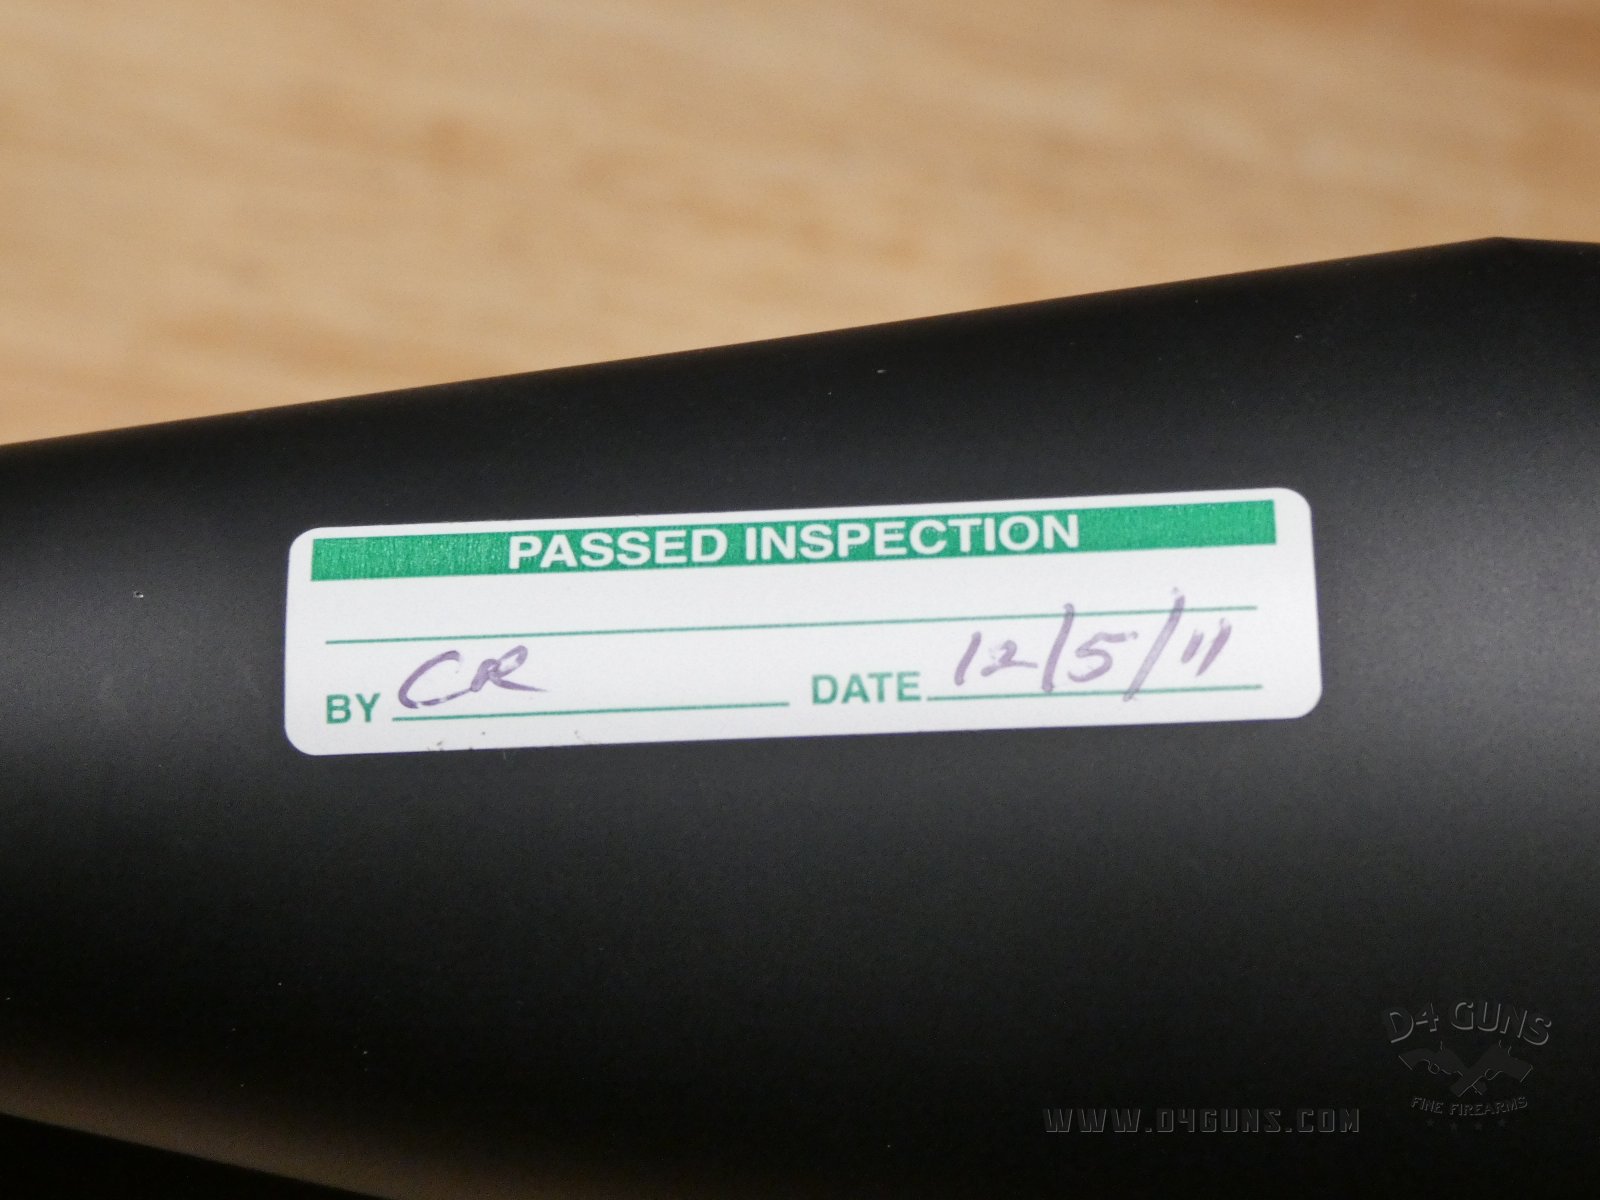 PASSED INSPECTION
BY CR DATE 12/5/11
D4 GUNS
FINE FIREARMS
WWW.D4GUNS.COM